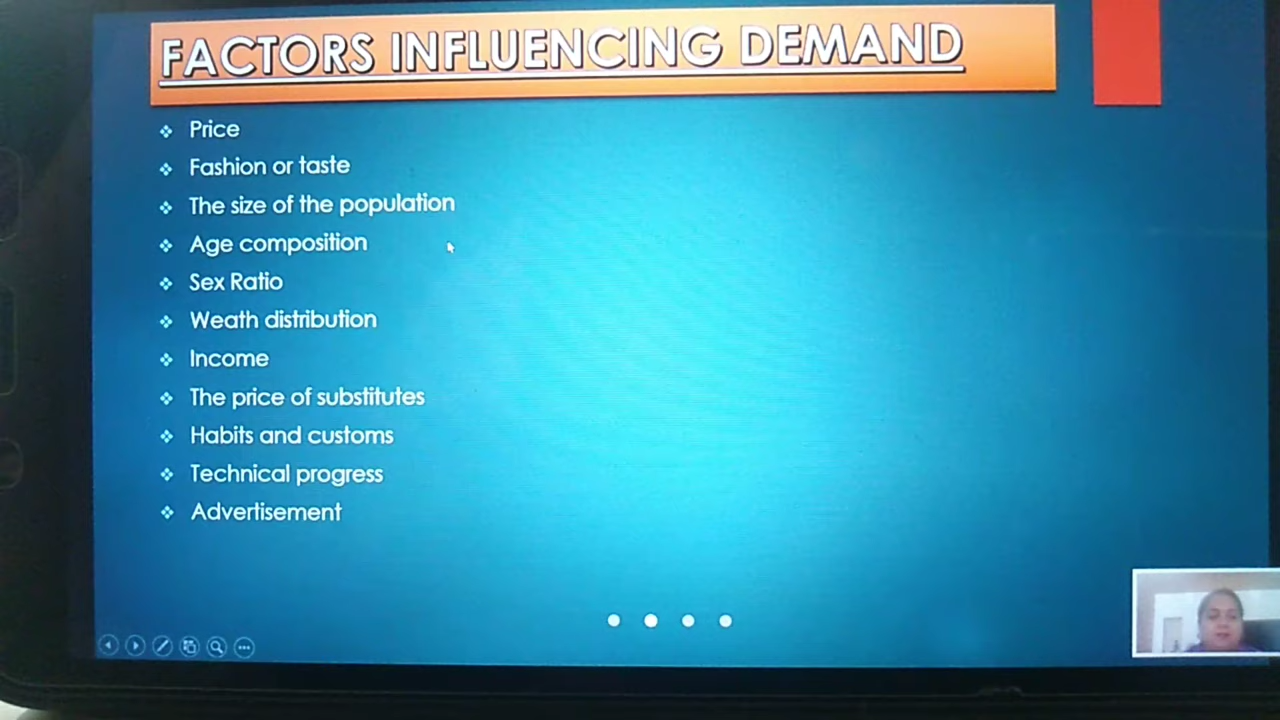 FACTORS INFLUENCING DEMAND
Price
Fashion or taste
The size of the population
Age composition
Sex Ratio
Weath distribution
Income
The price of substitutes
Habits and customs
Technical progress
Advertisement